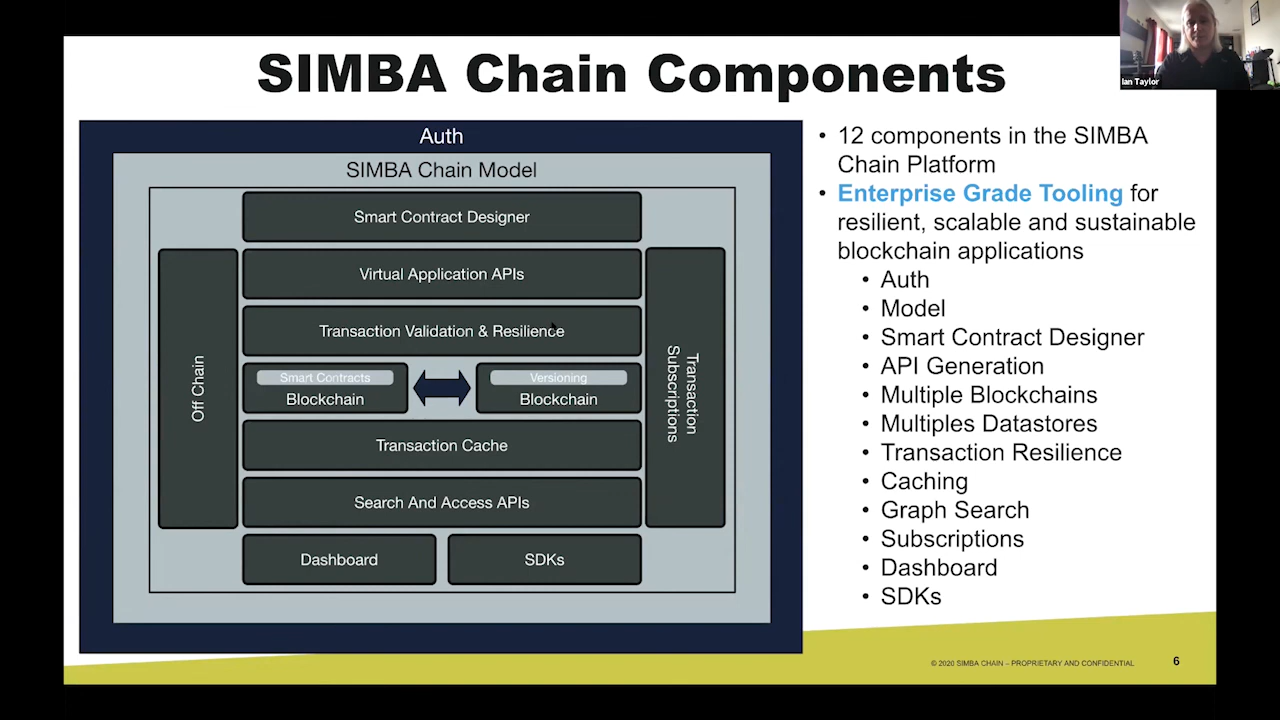 SIMBA Chain Components
Ian Taylor
Auth
SIMBA Chain Model
Smart Contract Designer
Virtual Application APIs
Transaction Validation & Resilience
Off Chain
Smart Contracts
Blockchain
Versioning
Blockchain
Transaction
Subscriptions
Transaction Cache
Search And Access APIs
Dashboard
SDKs
• 12 components in the SIMBA
Chain Platform
• Enterprise Grade Tooling for
resilient, scalable and sustainable
blockchain applications
• Auth
• Model
• Smart Contract Designer
• API Generation
• Multiple Blockchains
• Multiples Datastores
• Transaction Resilience
• Caching
• Graph Search
• Subscriptions
• Dashboard
• SDKs
© 2020 SIMBA CHAIN – PROPRIETARY AND CONFIDENTIAL
6